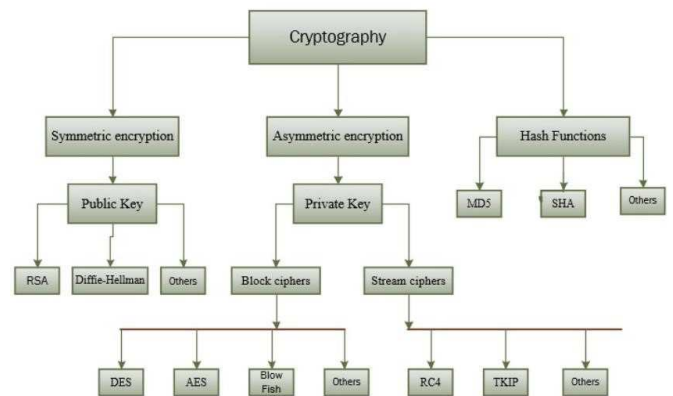 Cryptography
Symmetric encryption
Asymmetric encryption
Hash Functions
Public Key
Private Key
MD5
SHA
Others
RSA
Diffie-Hellman
Others
Block ciphers
Stream ciphers
DES
AES
Blow
Fish
Others
RC4
TKIP
Others